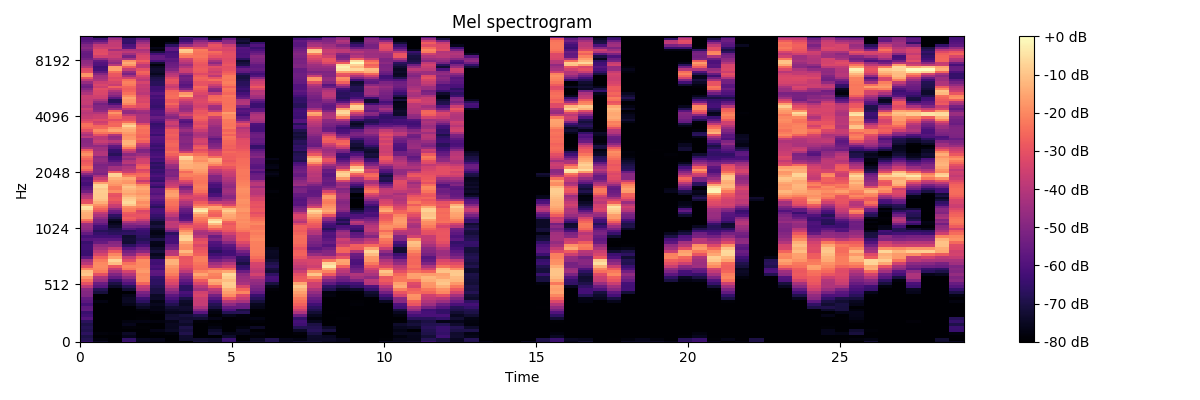 Mel spectrogram
Hz
8192
4096
2048
1024
512
0
0 5 10 15 20 25
Time
+0 dB
-10 dB
-20 dB
-30 dB
-40 dB
-50 dB
-60 dB
-70 dB
-80 dB